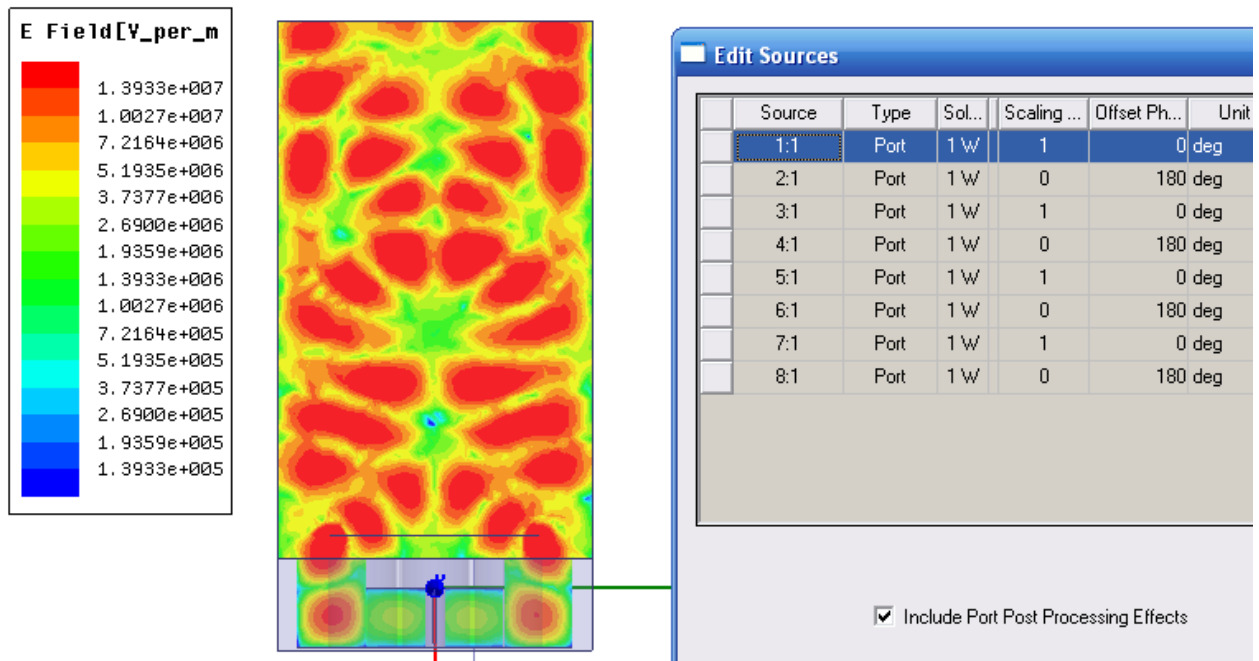 E Field[V_per_m
1.3933e+007
1.0027e+007
7.2164e+006
5.1935e+006
3.7377e+006
2.6900e+006
1.9359e+006
1.3933e+006
1.0027e+006
7.2164e+005
5.1935e+005
3.7377e+005
2.6900e+005
1.9359e+005
1.3933e+005
Edit Sources
Source Type Sol... Scaling ... Offset Ph... Unit
1:1 Port 1 W 1 0 deg
2:1 Port 1 W 0 180 deg
3:1 Port 1 W 1 0 deg
4:1 Port 1 W 0 180 deg
5:1 Port 1 W 1 0 deg
6:1 Port 1 W 0 180 deg
7:1 Port 1 W 1 0 deg
8:1 Port 1 W 0 180 deg
Include Port Post Processing Effects